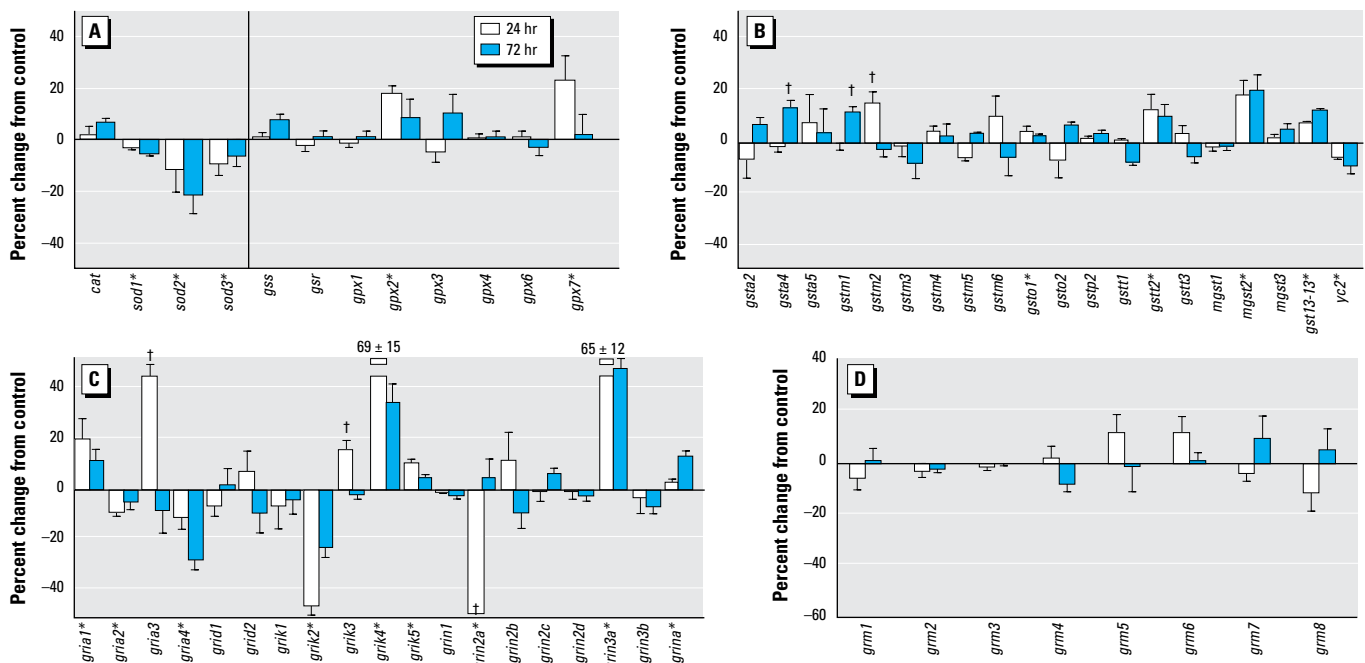 A
24 hr
72 hr
Percent change from control
40
20
0
–20
–40
cat
sod1*
sod2*
sod3*
gss
gsr
gpx1
gpx2*
gpx3
gpx4
gpx6
gpx7*
B
Percent change from control
40
20
0
–20
–40
†
†
†
gsta2
gsta4
gsta5
gstm1
gstm2
gstm3
gstm4
gstm5
gstm6
gsto1*
gsto2
gstp2
gstt1
gstt2*
gstt3
mgst1
mgst2*
mgst3
gst13-13*
yc2*
C
Percent change from control
40
20
0
–20
–40
†
†
69 ± 15
†
65 ± 12
gria1*
gria2*
gria3
gria4*
grid1
grid2
grik1
grik2*
grik3
grik4*
grik5*
grin1
grin2a*
grin2b
grin2c
grin2d
grin3a*
grin3b
grina*
D
Percent change from control
40
20
0
–20
–40
–60
grm1
grm2
grm3
grm4
grm5
grm6
grm7
grm8